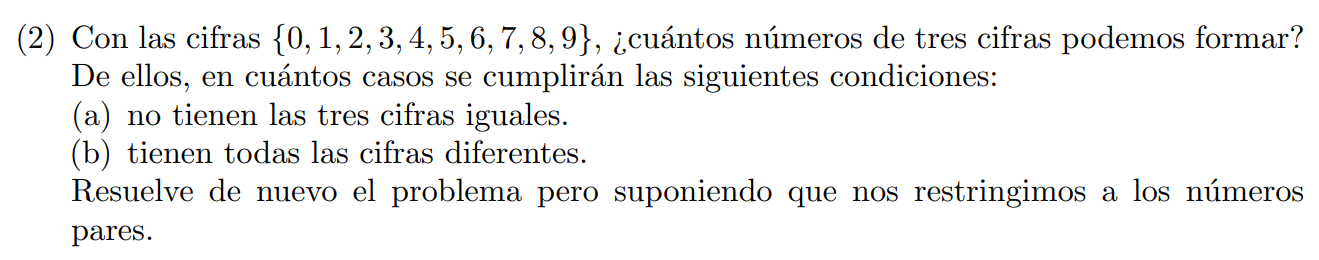 (2) Con las cifras {0, 1, 2, 3, 4, 5, 6, 7, 8, 9}, ¿cuántos números de tres cifras podemos formar?
De ellos, en cuántos casos se cumplirán las siguientes condiciones:
(a) no tienen las tres cifras iguales.
(b) tienen todas las cifras diferentes.
Resuelve de nuevo el problema pero suponiendo que nos restringimos a los números
pares.